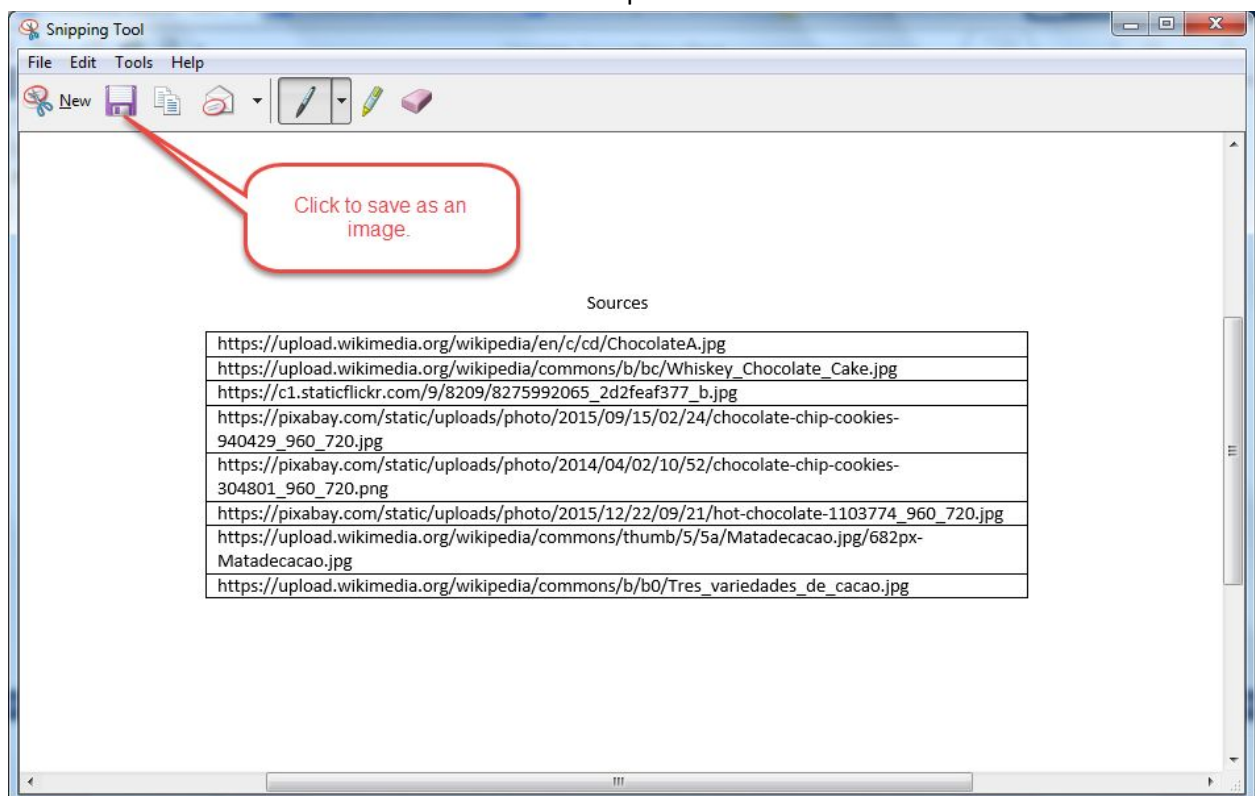 Snipping Tool
File Edit Tools Help
New
Click to save as an
image.
Sources
https://upload.wikimedia.org/wikipedia/en/c/cd/ChocolateA.jpg
https://upload.wikimedia.org/wikipedia/commons/b/bc/Whiskey_Chocolate_Cake.jpg
https://c1.staticflickr.com/9/8209/8275992065_2d2feaf377_b.jpg
https://pixabay.com/static/uploads/photo/2015/09/15/02/24/chocolate-chip-cookies-
940429_960_720.jpg
https://pixabay.com/static/uploads/photo/2014/04/02/10/52/chocolate-chip-cookies-
304801_960_720.png
https://pixabay.com/static/uploads/photo/2015/12/22/09/21/hot-chocolate-1103774_960_720.jpg
https://upload.wikimedia.org/wikipedia/commons/thumb/5/5a/Matadecacao.jpg/682px-
Matadecacao.jpg
https://upload.wikimedia.org/wikipedia/commons/b/b0/Tres_variedades_de_cacao.jpg